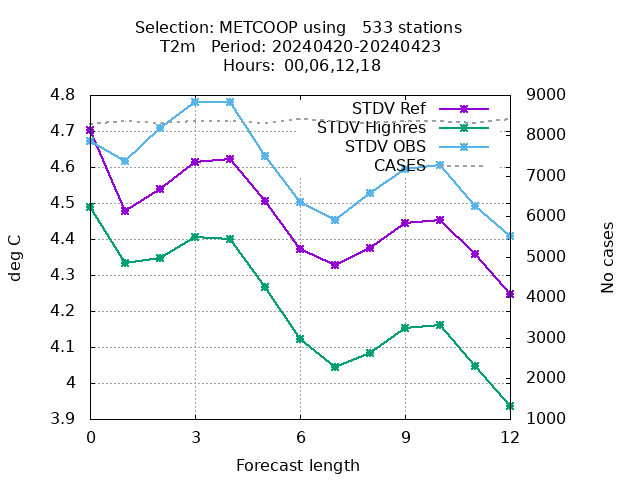 Selection: METCOOP using   533 stations
T2m   Period: 20240420-20240423
Hours: 00,06,12,18
STDV Ref
STDV Highres
STDV OBS
CASES
4.8
4.7
4.6
4.5
4.4
4.3
4.2
4.1
4
3.9
9000
8000
7000
6000
5000
4000
3000
2000
1000
deg C
No cases
0 3 6 9 12
Forecast length